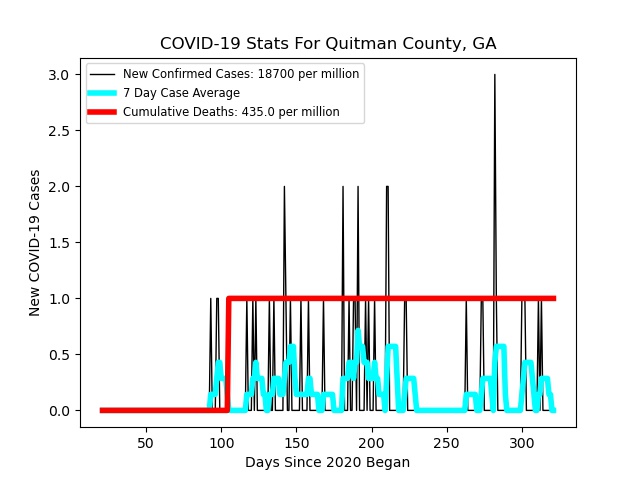 COVID-19 Stats For Quitman County, GA
New Confirmed Cases: 18700 per million
7 Day Case Average
Cumulative Deaths: 435.0 per million
New COVID-19 Cases
3.0
2.5
2.0
1.5
1.0
0.5
0.0
50 100 150 200 250 300
Days Since 2020 Began